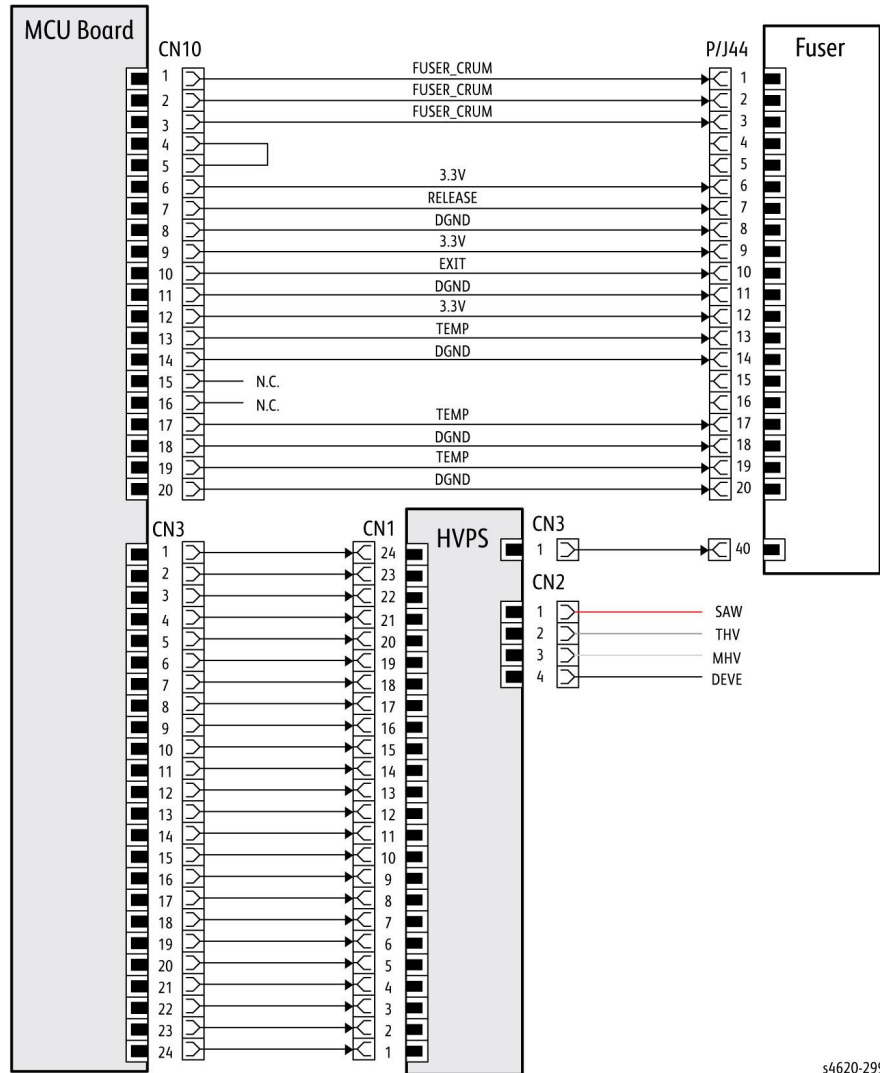 MCU Board
CN10
P/J44
Fuser
1 FUSER_CRUM 1
2 FUSER_CRUM 2
3 FUSER_CRUM 3
4 4
5 5
6 3.3V 6
7 RELEASE 7
8 DGND 8
9 3.3V 9
10 EXIT 10
11 DGND 11
12 3.3V 12
13 TEMP 13
14 DGND 14
15 N.C. 15
16 N.C. 16
17 TEMP 17
18 DGND 18
19 TEMP 19
20 DGND 20
CN3
CN1
HVPS
CN3
1 24
2 23
3 22
4 21
5 20
6 19
7 18
8 17
9 16
10 15
11 14
12 13
13 12
14 11
15 10
16 9
17 8
18 7
19 6
20 5
21 4
22 3
23 2
24 1
1 40
CN2
1 SAW
2 THV
3 MHV
4 DEVE
s4620-299